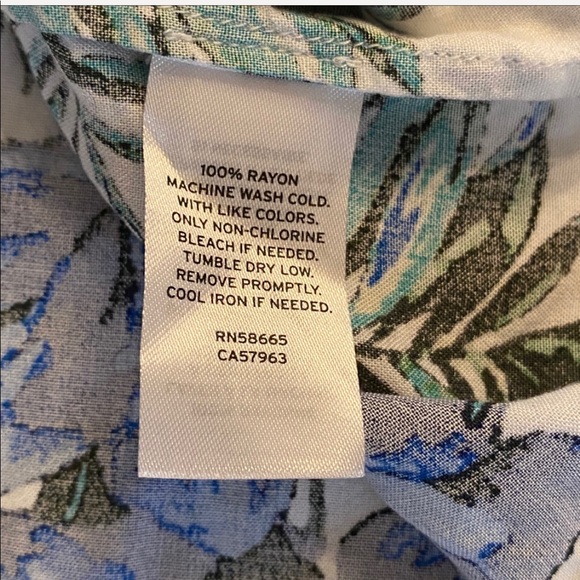 100% RAYON
MACHINE WASH COLD.
WITH LIKE COLORS.
ONLY NON-CHLORINE
BLEACH IF NEEDED.
TUMBLE DRY LOW.
REMOVE PROMPTLY.
COOL IRON IF NEEDED.
RN58665
CA57963